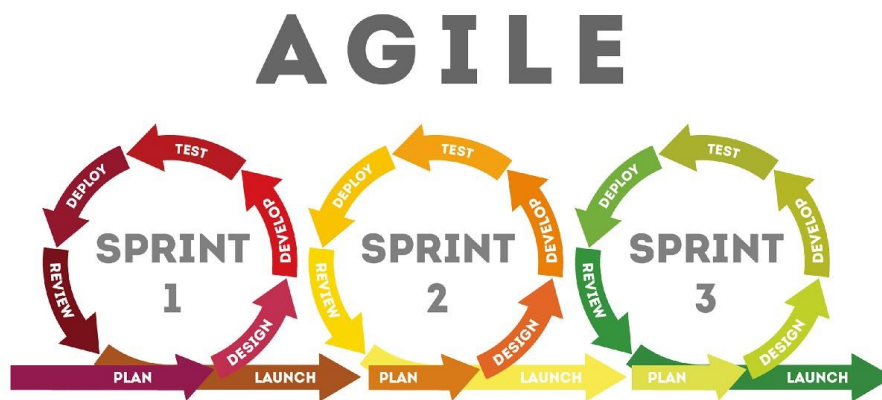 AGILE
TEST
DEPLOY
DEVELOP
SPRINT
1
REVIEW
DESIGN
PLAN
LAUNCH
TEST
DEPLOY
DEVELOP
SPRINT
2
REVIEW
DESIGN
PLAN
LAUNCH
TEST
DEPLOY
DEVELOP
SPRINT
3
REVIEW
DESIGN
PLAN
LAUNCH